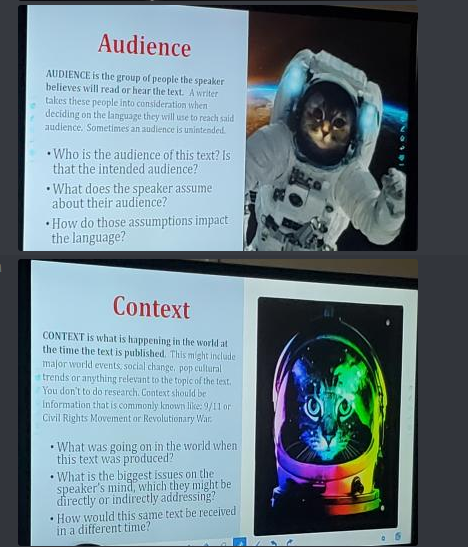 Audience
AUDIENCE is the group of people the speaker
believes will read or hear the text. A writer
takes these people into consideration when
deciding on the language they will use to reach said
audience. Sometimes an audience is unintended.
• Who is the audience of this text? Is
that the intended audience?
• What does the speaker assume
about their audience?
• How do those assumptions impact
the language?
Context
CONTEXT is what is happening in the world at
the time the text is published. This might include
major world events, social change, pop cultural
trends or anything relevant to the topic of the text.
You don't to do research. Context should be
information that is commonly known like: 9/11 or
Civil Rights Movement or Revolutionary War.
• What was going on in the world when
this text was produced?
• What is the biggest issues on the
speaker's mind, which they might be
directly or indirectly addressing?
• How would this same text be received
in a different time?